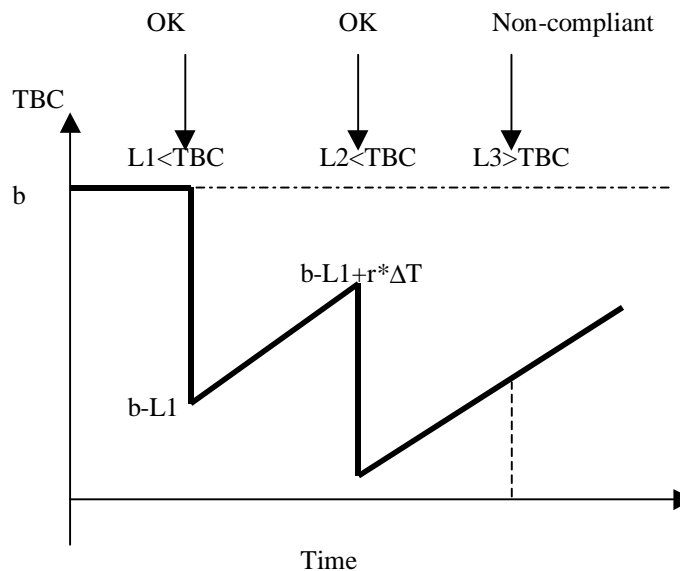 OK OK Non-compliant
TBC
L1<TBC L2<TBC L3>TBC
b
b-L1+r*ΔT
b-L1
Time